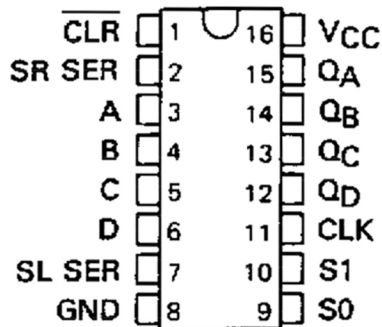 CLR 1 16 VCC
SR SER 2 15 QA
A 3 14 QB
B 4 13 QC
C 5 12 QD
D 6 11 CLK
SL SER 7 10 S1
GND 8 9 S0